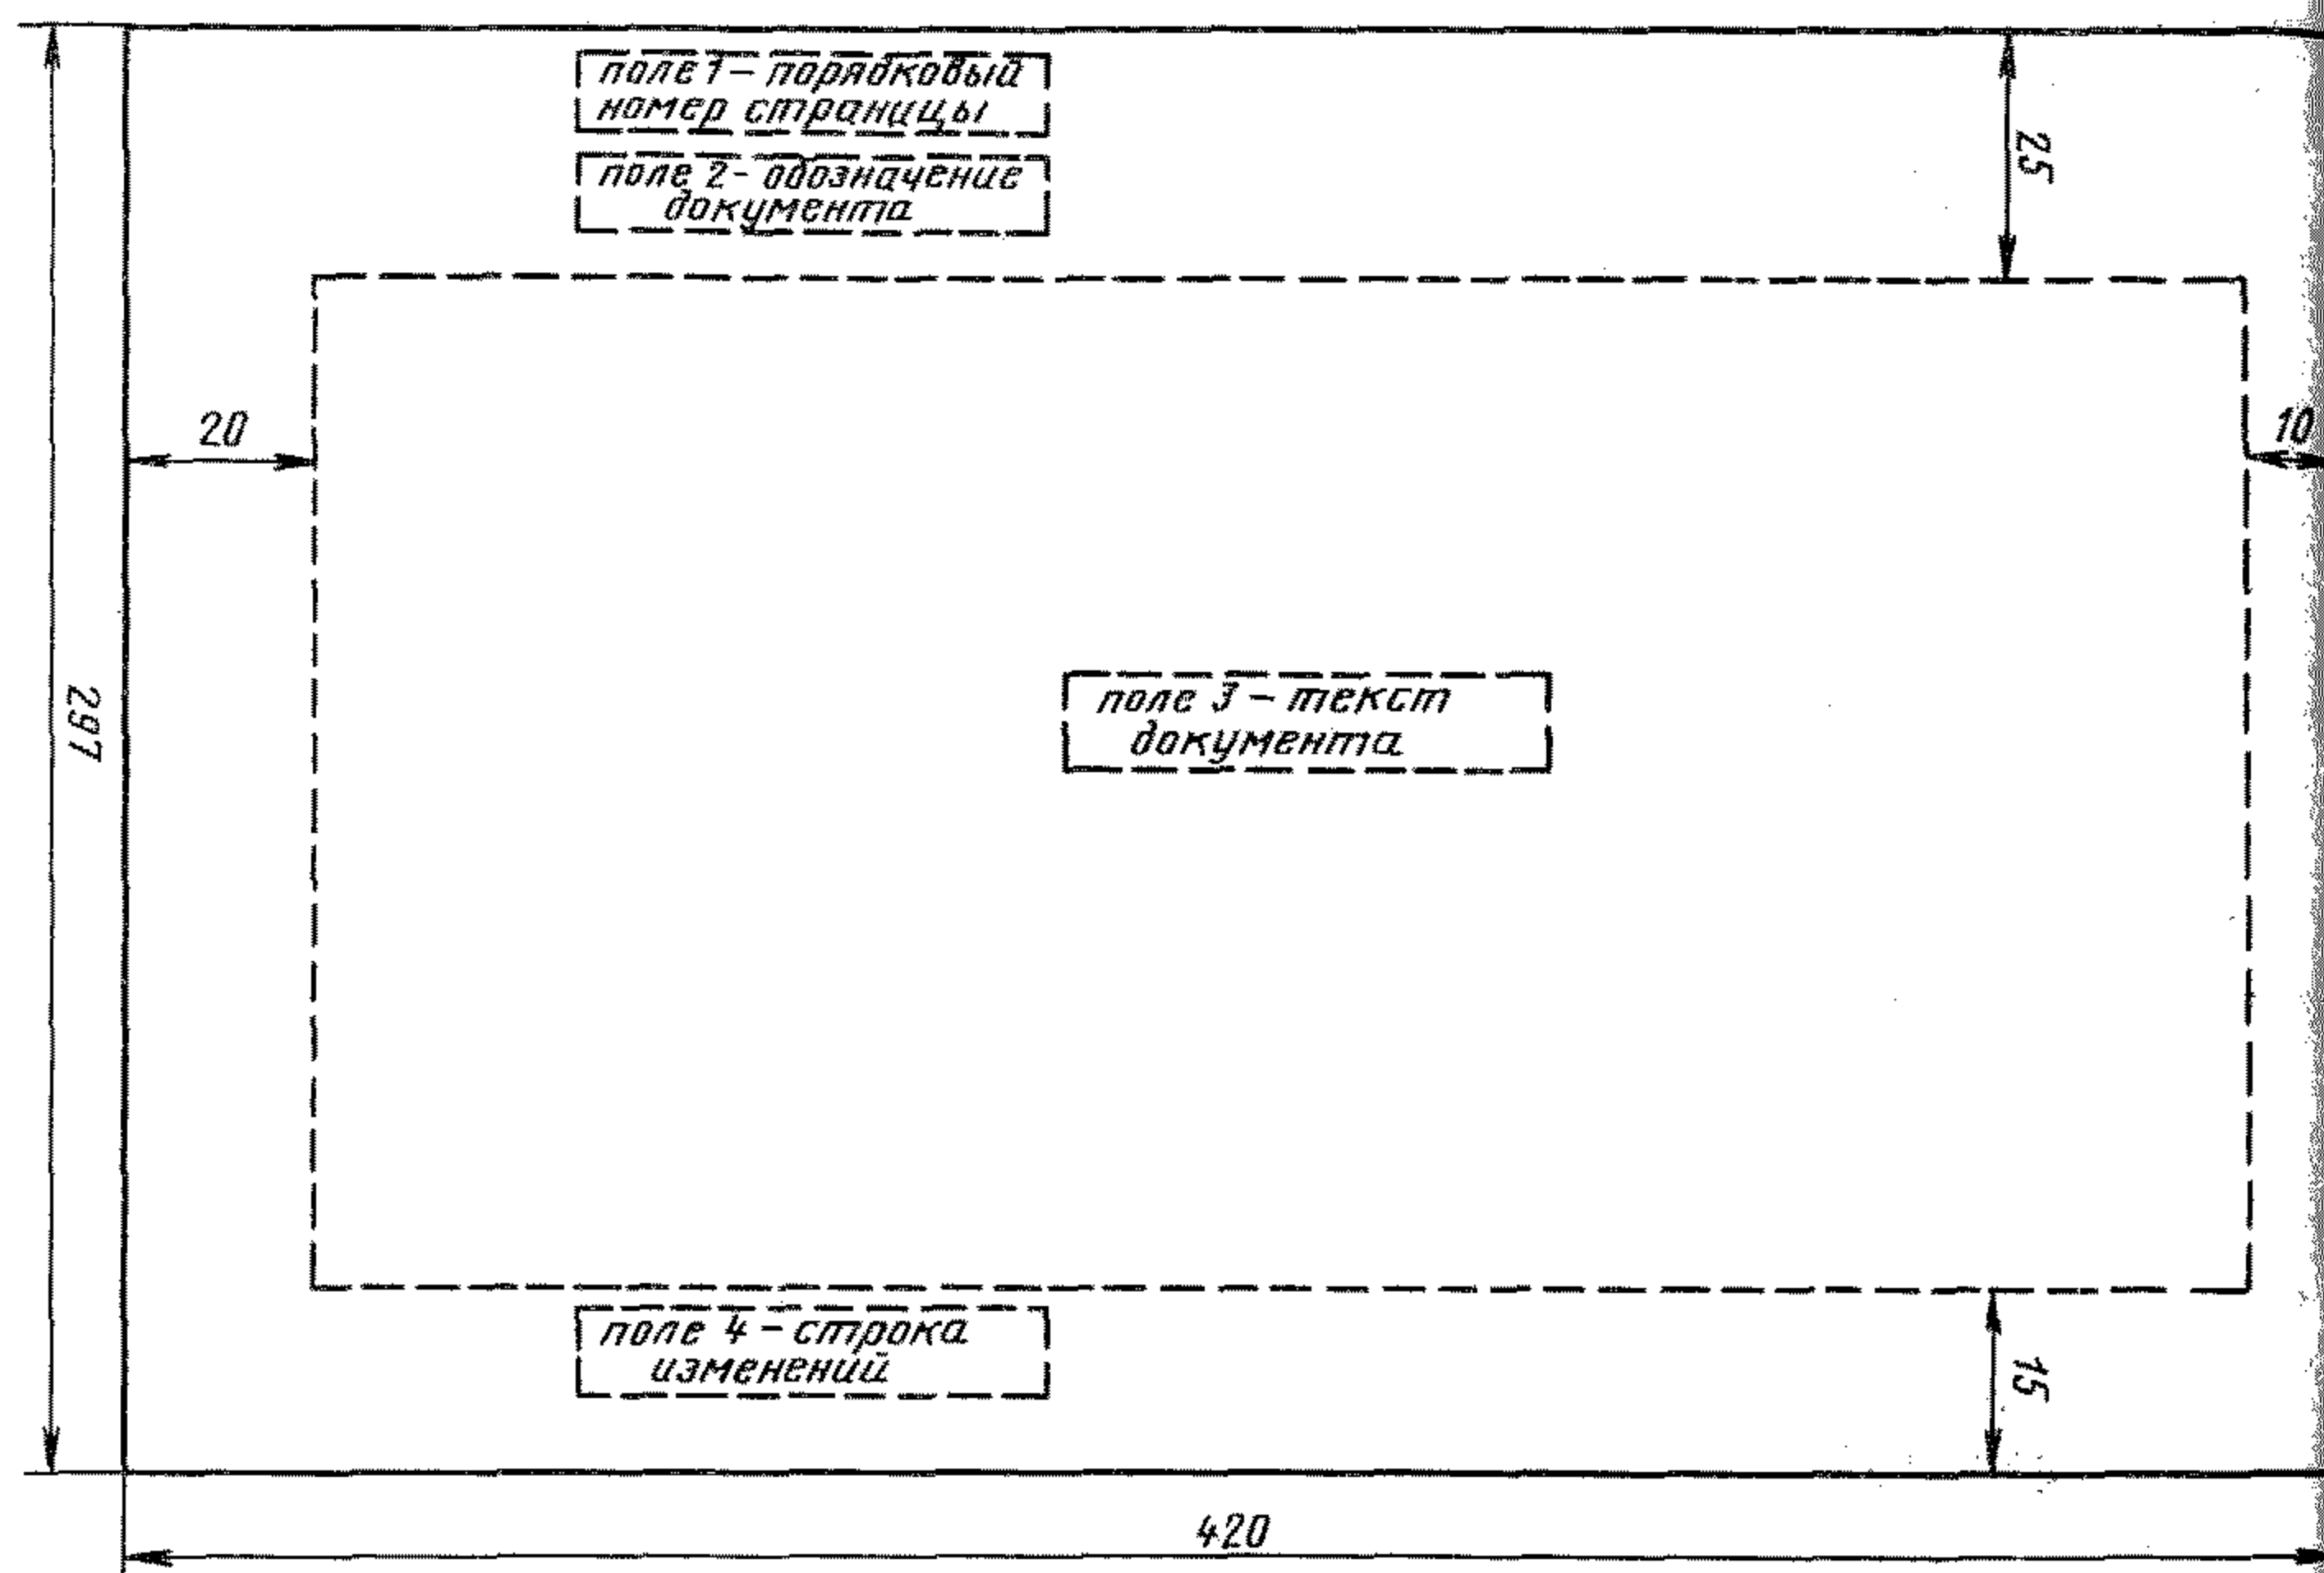 поле 1 – порядковый
номер страницы
поле 2 - обозначение
документа
25
20
10
297
поле 3 – текст
документа
поле 4 – строка
изменений
15
420